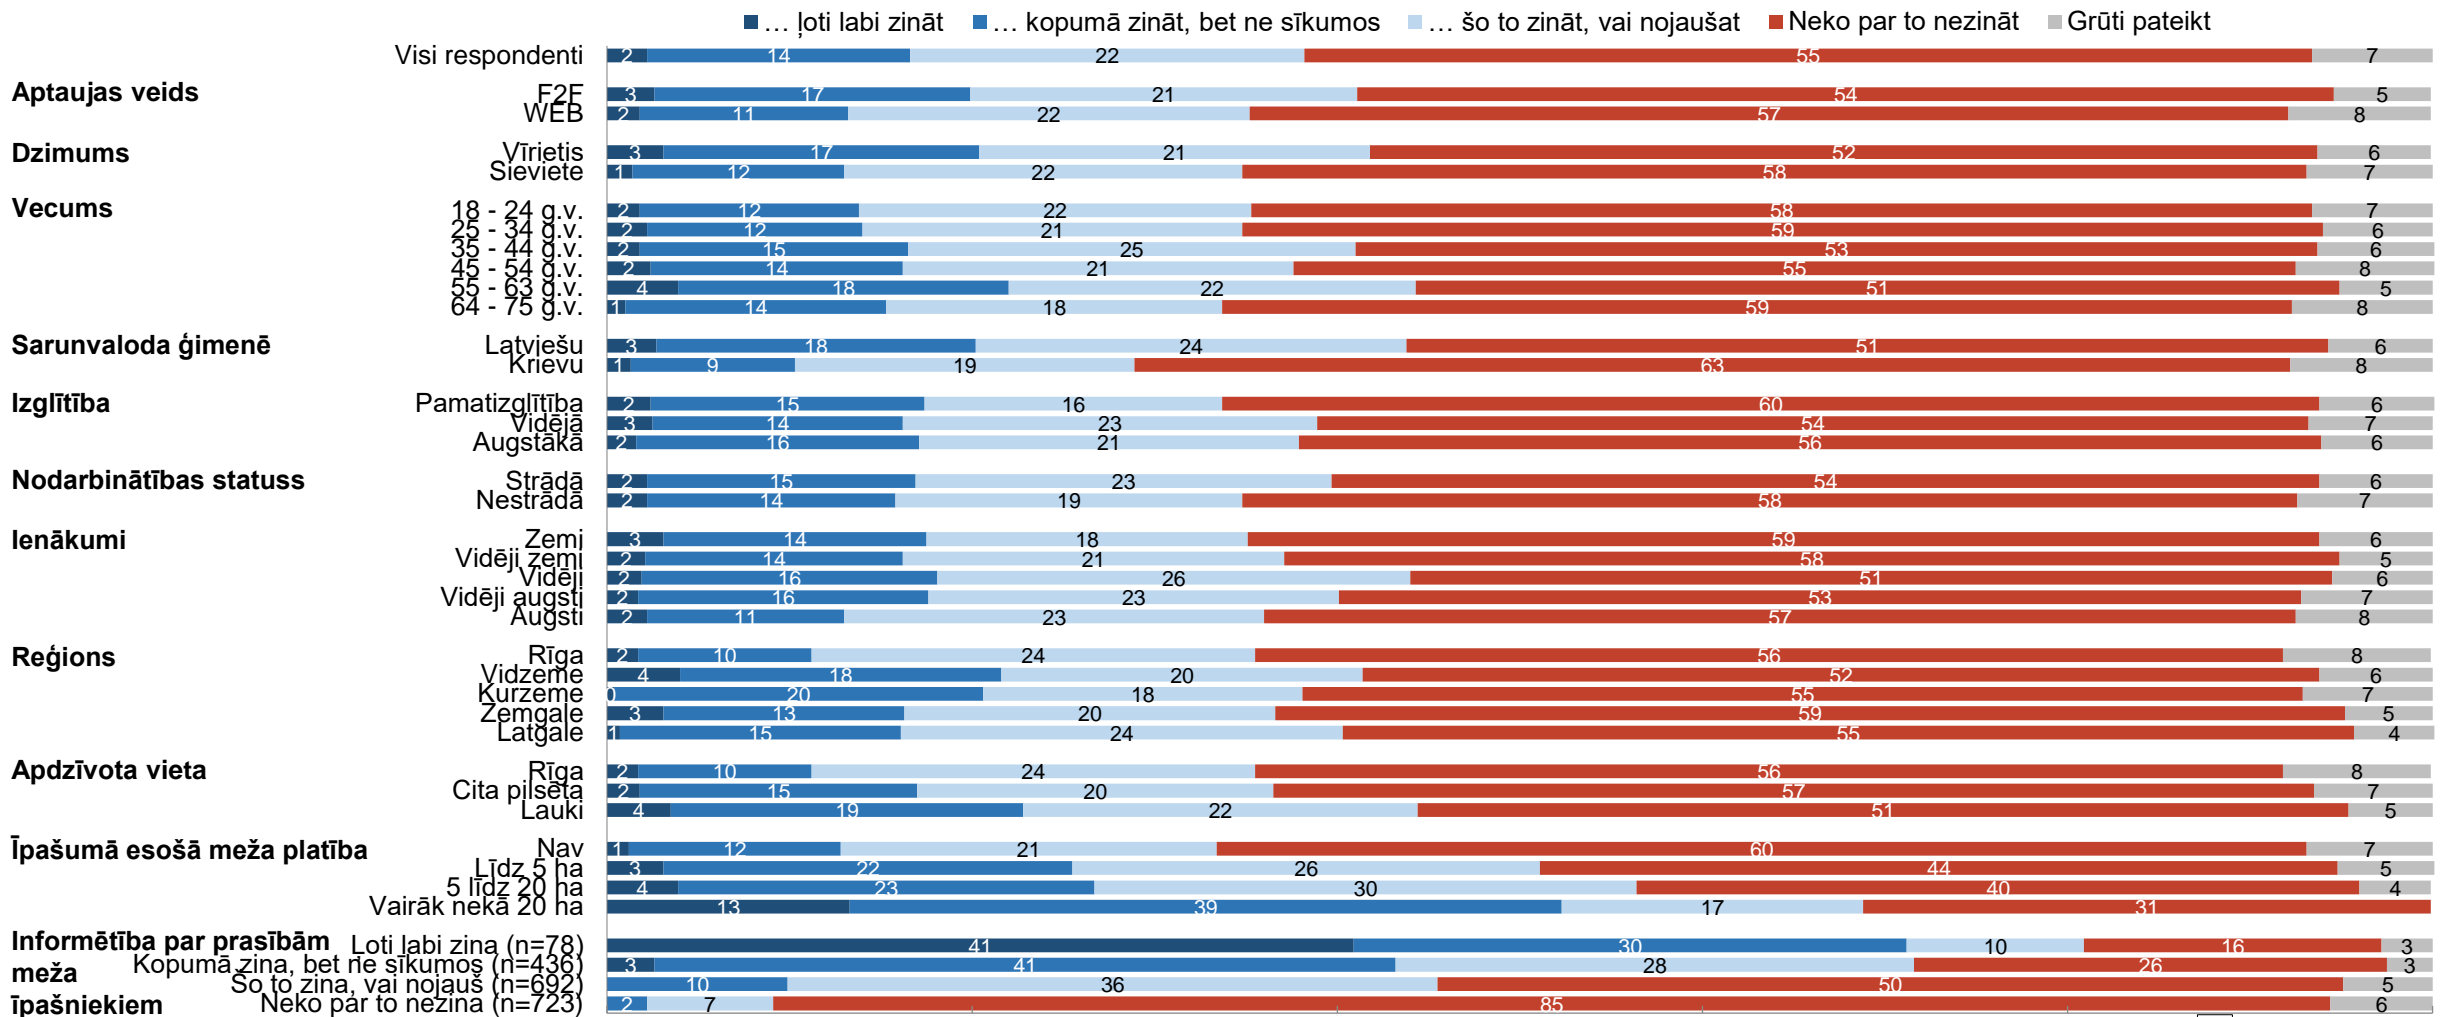 … ļoti labi zināt … kopumā zināt, bet ne sīkumos … šo to zināt, vai nojaušat Neko par to nezināt Grūti pateikt
Visi respondenti 2 14 22 55 7
Aptaujas veids
F2F 3 17 21 54 5
WEB 2 11 22 57 8
Dzimums
Vīrietis 3 17 21 52 6
Sieviete 1 12 22 58 7
Vecums
18 - 24 g.v. 2 12 22 58 7
25 - 34 g.v. 2 12 21 59 6
35 - 44 g.v. 2 15 25 53 6
45 - 54 g.v. 2 14 21 55 8
55 - 63 g.v. 4 18 22 51 5
64 - 75 g.v. 1 14 18 59 8
Sarunvaloda ģimenē
Latviešu 3 18 24 51 6
Krievu 1 9 19 63 8
Izglītība
Pamatizglītība 2 15 16 60 6
Vidējā 3 14 23 54 7
Augstākā 2 16 21 56 6
Nodarbinātības statuss
Strādā 2 15 23 54 6
Nestrādā 2 14 19 58 7
Ienākumi
Zemi 3 14 18 59 6
Vidēji zemi 2 14 21 58 5
Vidēji 2 16 26 51 6
Vidēji augsti 2 16 23 53 7
Augsti 2 11 23 57 8
Reģions
Rīga 2 10 24 56 8
Vidzeme 4 18 20 52 6
Kurzeme 0 20 18 55 7
Zemgale 3 13 20 59 5
Latgale 1 15 24 55 4
Apdzīvota vieta
Rīga 2 10 24 56 8
Cita pilsēta 2 15 20 57 7
Lauki 4 19 22 51 5
Īpašumā esošā meža platība
Nav 1 12 21 60 7
Līdz 5 ha 3 22 26 44 5
5 līdz 20 ha 4 23 30 40 4
Vairāk nekā 20 ha 13 39 17 31
Informētība par prasībām
meža
īpašniekiem
Ļoti labi zina (n=78) 41 30 10 16 3
Kopumā zina, bet ne sīkumos (n=436) 3 41 28 26 3
Šo to zina, vai nojauš (n=692) 10 36 50 5
Neko par to nezina (n=723) 2 7 85 6